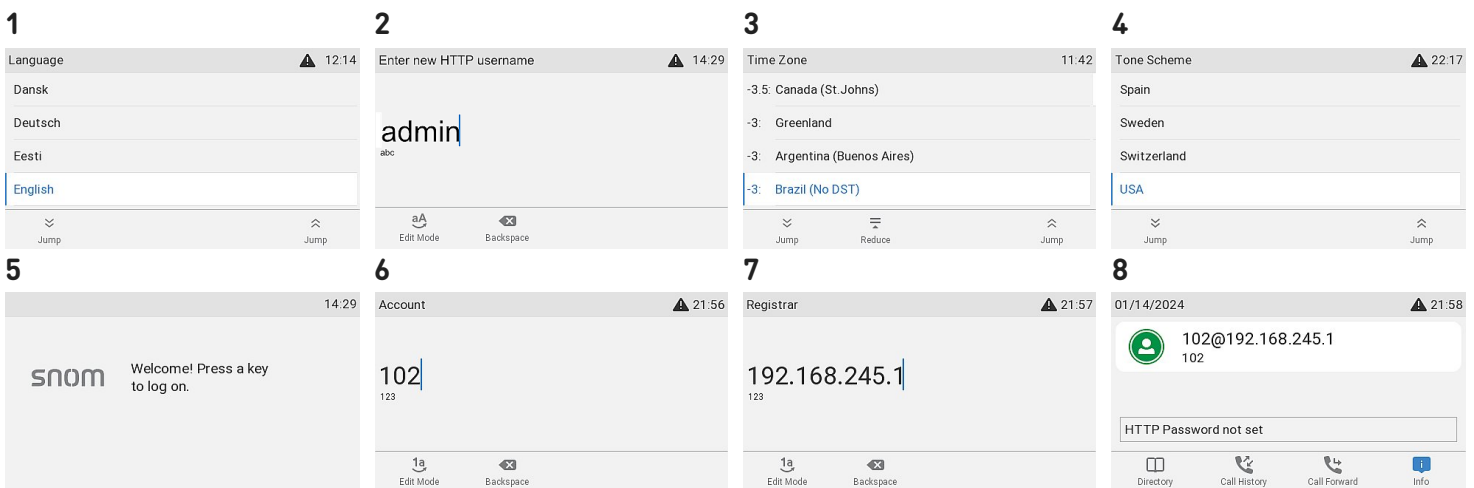 1
Language 12:14
Dansk
Deutsch
Eesti
English
Jump Jump
2
Enter new HTTP username 14:29
admin
abc
aA
Edit Mode Backspace
3
Time Zone 11:42
-3.5: Canada (St.Johns)
-3: Greenland
-3: Argentina (Buenos Aires)
-3: Brazil (No DST)
Jump Reduce Jump
4
Tone Scheme 22:17
Spain
Sweden
Switzerland
USA
Jump Jump
5
14:29
snom
Welcome! Press a key
to log on.
6
Account 21:56
102
123
1a
Edit Mode Backspace
7
Registrar 21:57
192.168.245.1
123
1a
Edit Mode Backspace
8
01/14/2024 21:58
102@192.168.245.1
102
HTTP Password not set
Directory Call History Call Forward Info